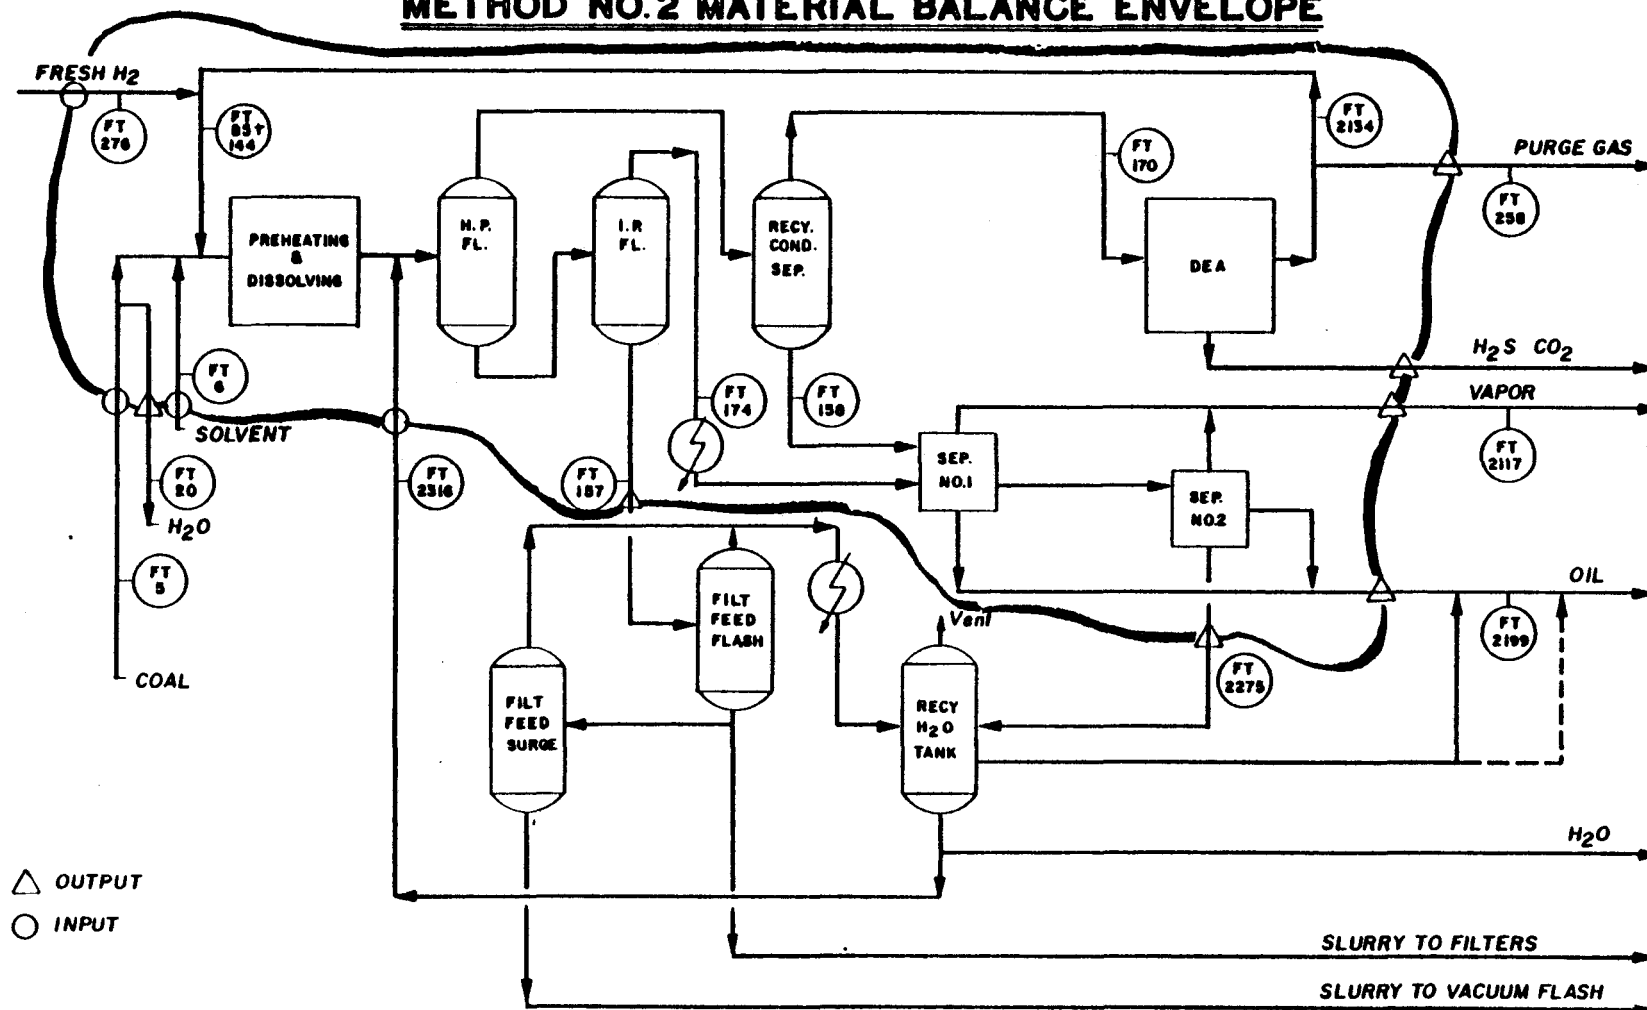 METHOD NO.2 MATERIAL BALANCE ENVELOPE
FRESH H2
FT
276
FT
85+
144
FT
2134
PURGE GAS
FT
170
FT
258
PREHEATING
&
DISSOLVING
H.P.
FL.
I.P.
FL.
RECY.
COND.
SEP.
DEA
H2S CO2
FT
6
SOLVENT
FT
174
FT
158
VAPOR
FT
2117
FT
20
H2O
FT
2316
FT
187
SEP.
NO.1
SEP.
NO.2
FT
5
OIL
FT
2199
COAL
FILT
FEED
FLASH
Vent
FT
2275
FILT
FEED
SURGE
RECY
H2O
TANK
H2O
OUTPUT
INPUT
SLURRY TO FILTERS
SLURRY TO VACUUM FLASH